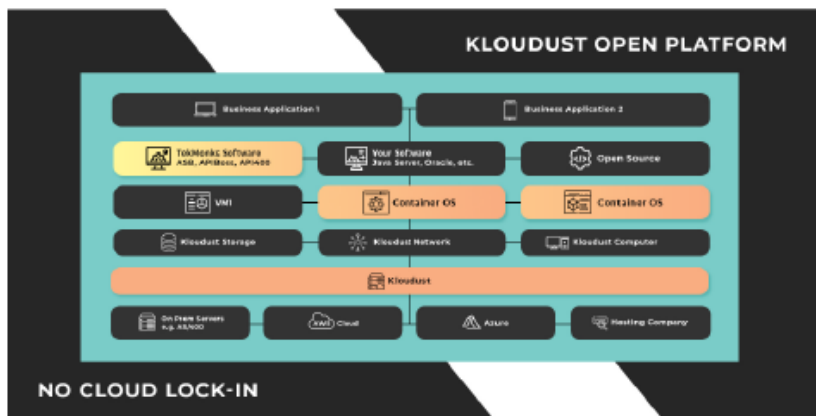 KLOUDUST OPEN PLATFORM
Business Application 1
Business Application 2
TekMonks Software
ASB, APIBoss, API400
Your Software
Java Server, Oracle, etc.
Open Source
VM1
Container OS
Container OS
Kloudust Storage
Kloudust Network
Kloudust Computer
Kloudust
On Prem Servers
e.g. AS/400
AWS Cloud
Azure
Hosting Company
NO CLOUD LOCK-IN